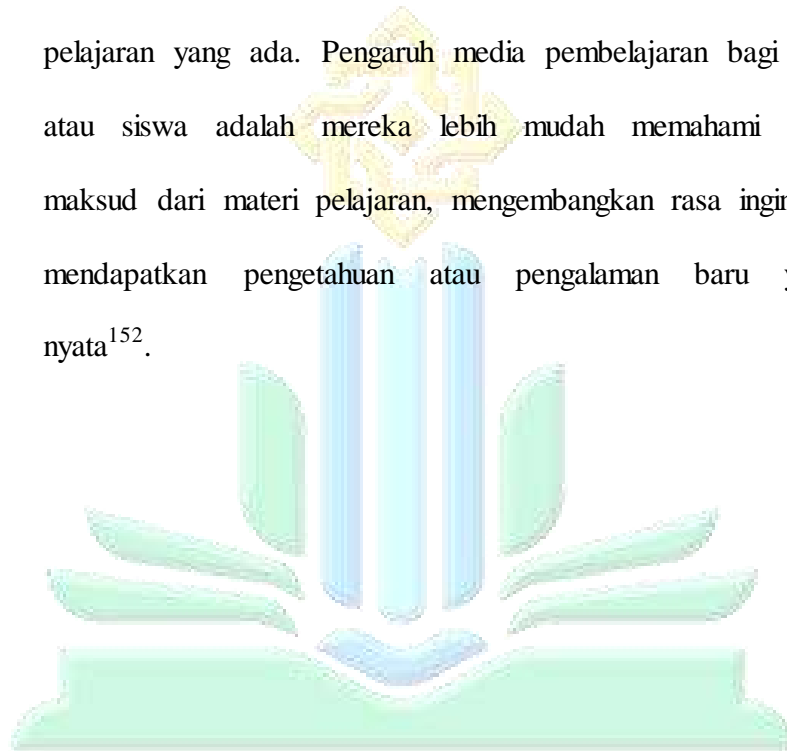 pelajaran yang ada. Pengaruh media pembelajaran bagi
atau siswa adalah mereka lebih mudah memahami
maksud dari materi pelajaran, mengembangkan rasa ingin
mendapatkan pengetahuan atau pengalaman baru
nyata¹⁵².